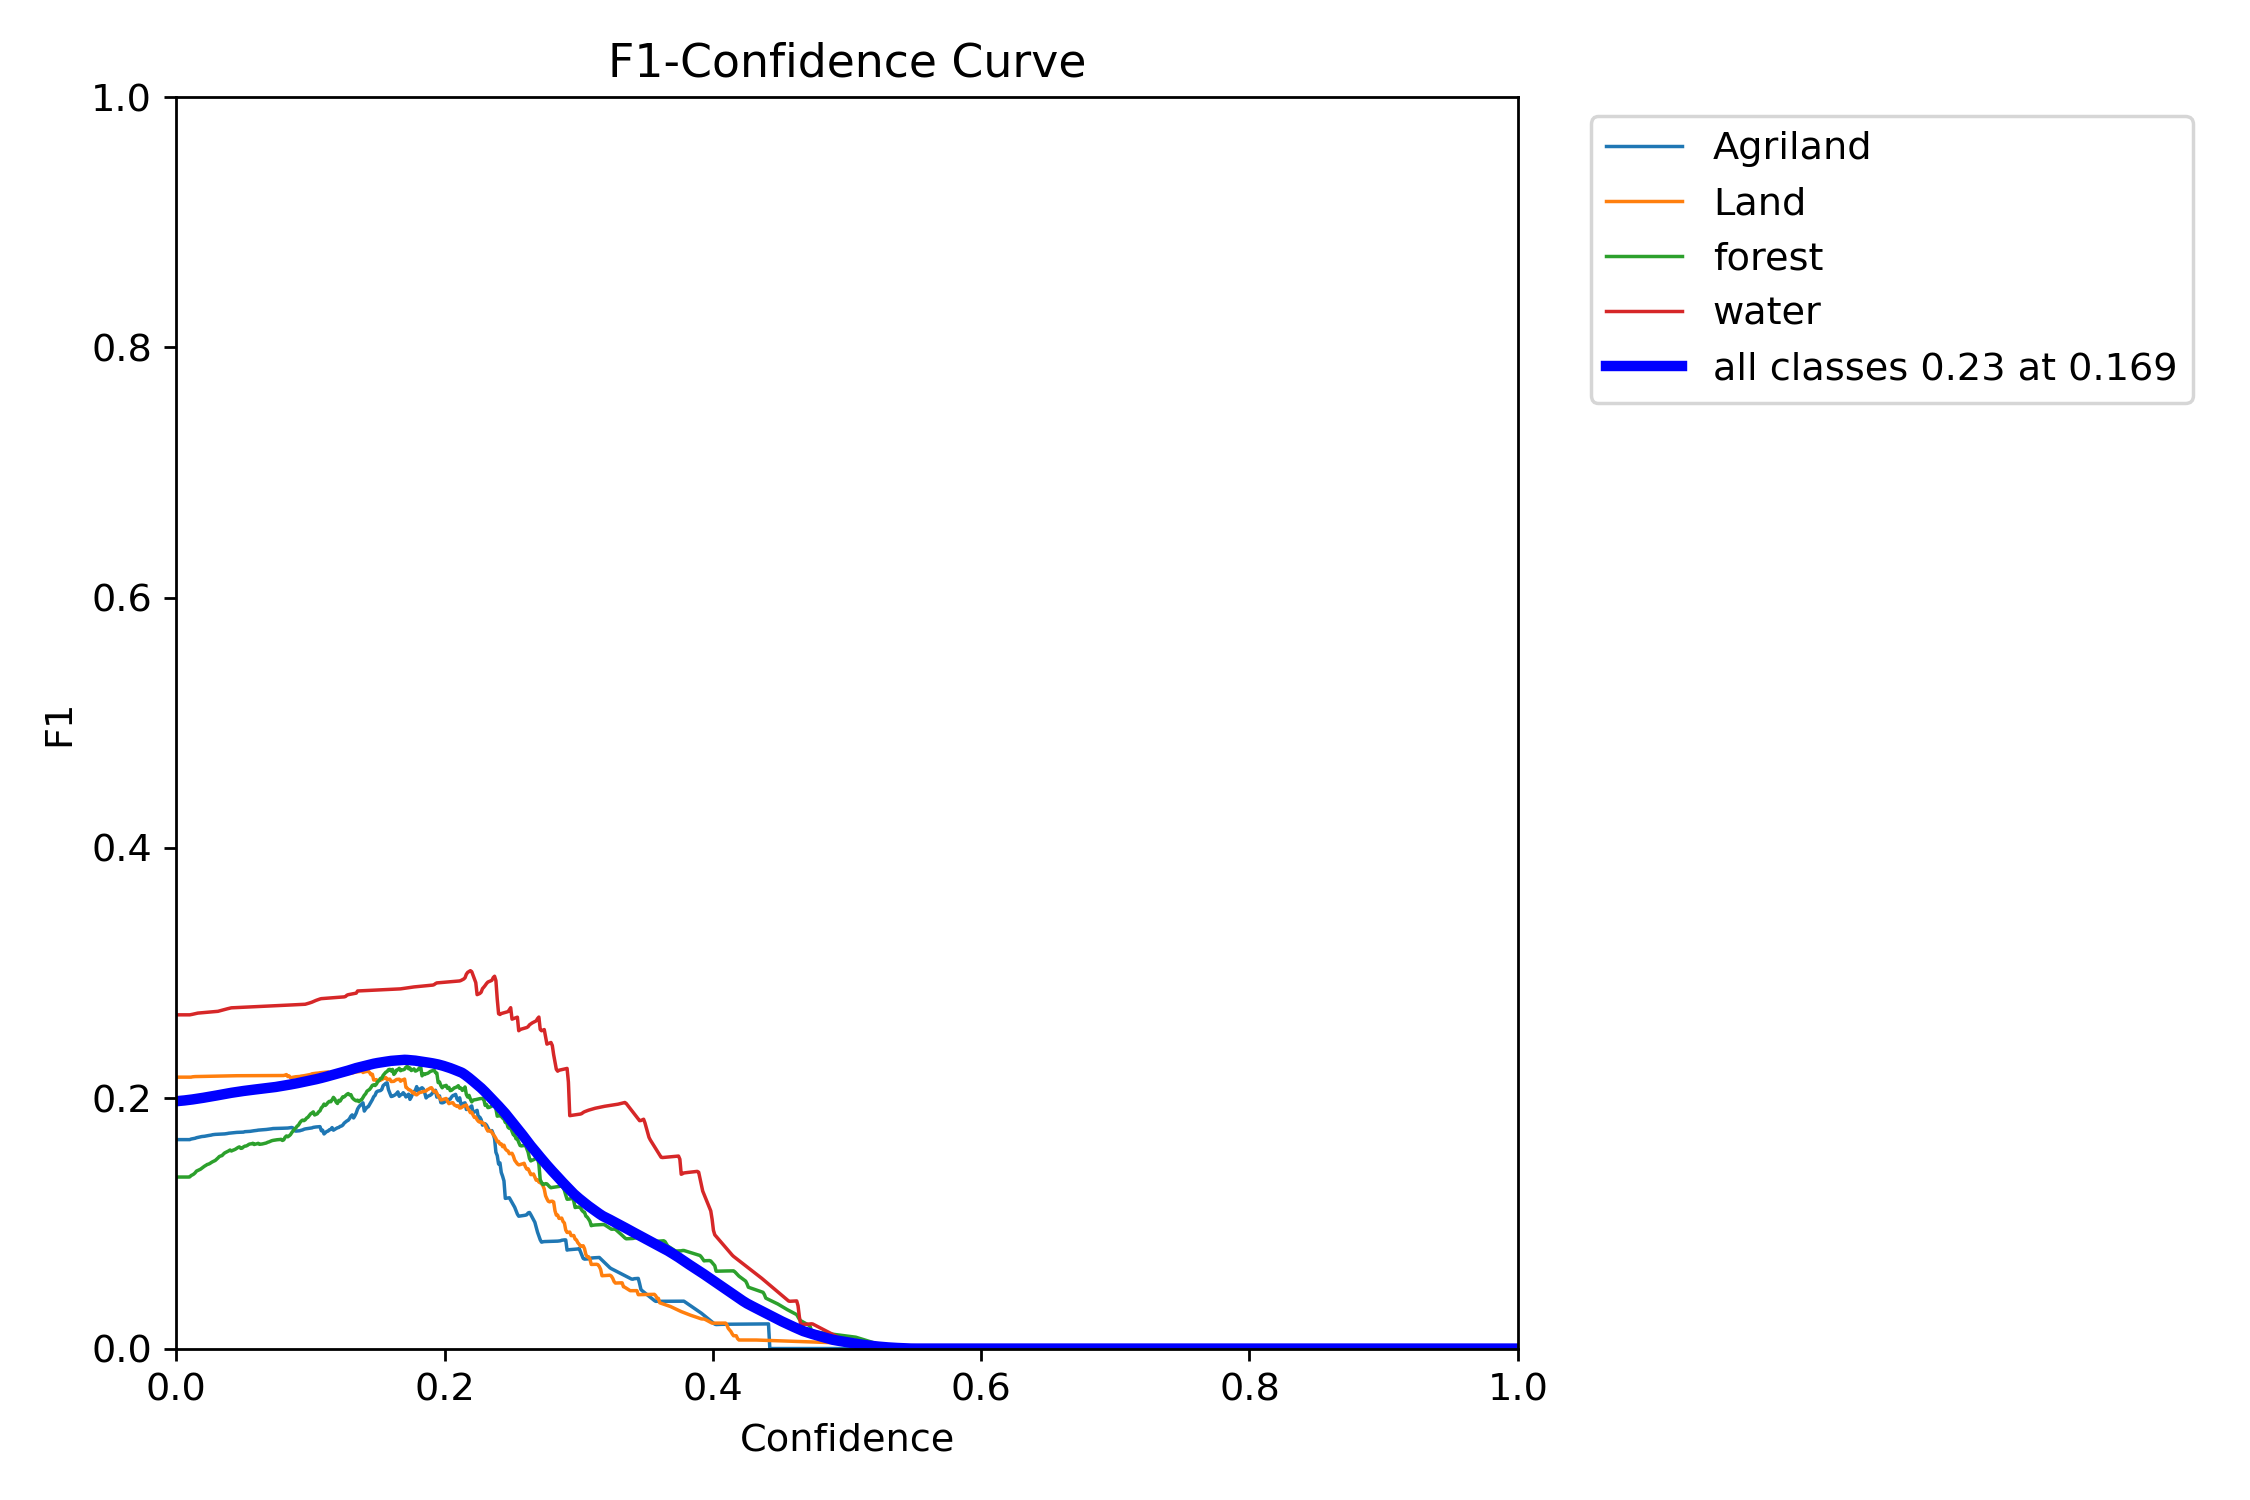 F1-Confidence Curve
1.0
0.8
0.6
0.4
0.2
0.0
F1
0.0 0.2 0.4 0.6 0.8 1.0
Confidence
Agriland
Land
forest
water
all classes 0.23 at 0.169